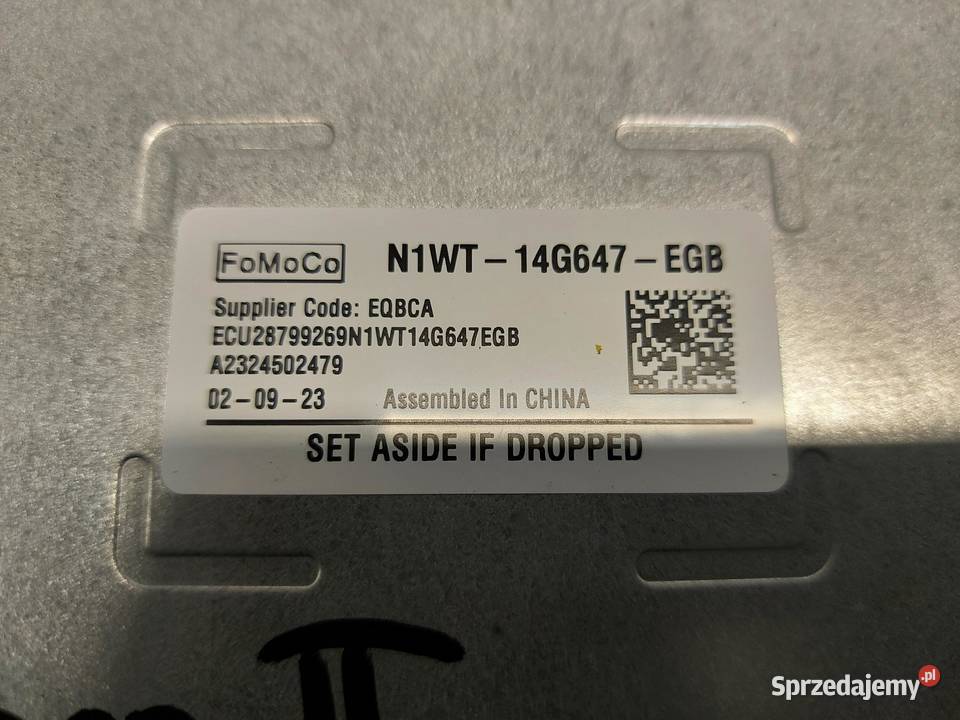 FoMoCo N1WT-14G647-EGB
Supplier Code: EQBCA
ECU28799269N1WT14G647EGB
A2324502479
02-09-23 Assembled In CHINA
SET ASIDE IF DROPPED
Sprzedajemy.pl